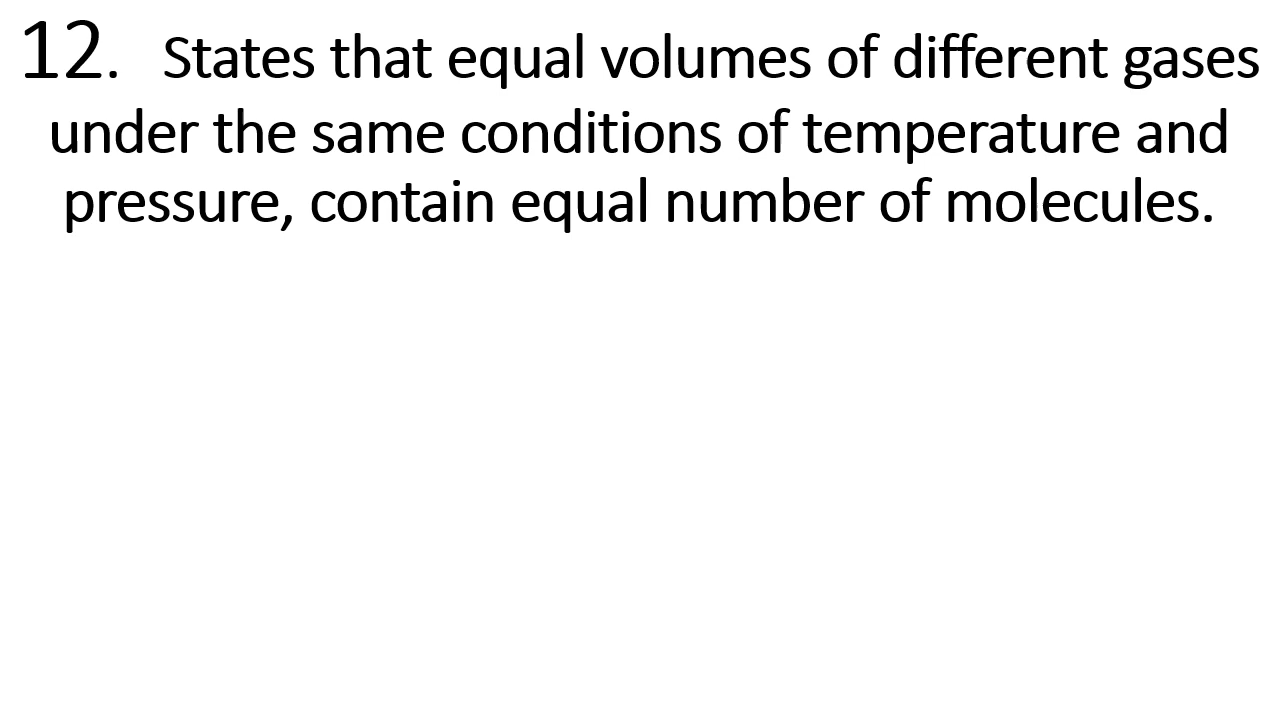 12. States that equal volumes of different gases
under the same conditions of temperature and
pressure, contain equal number of molecules.